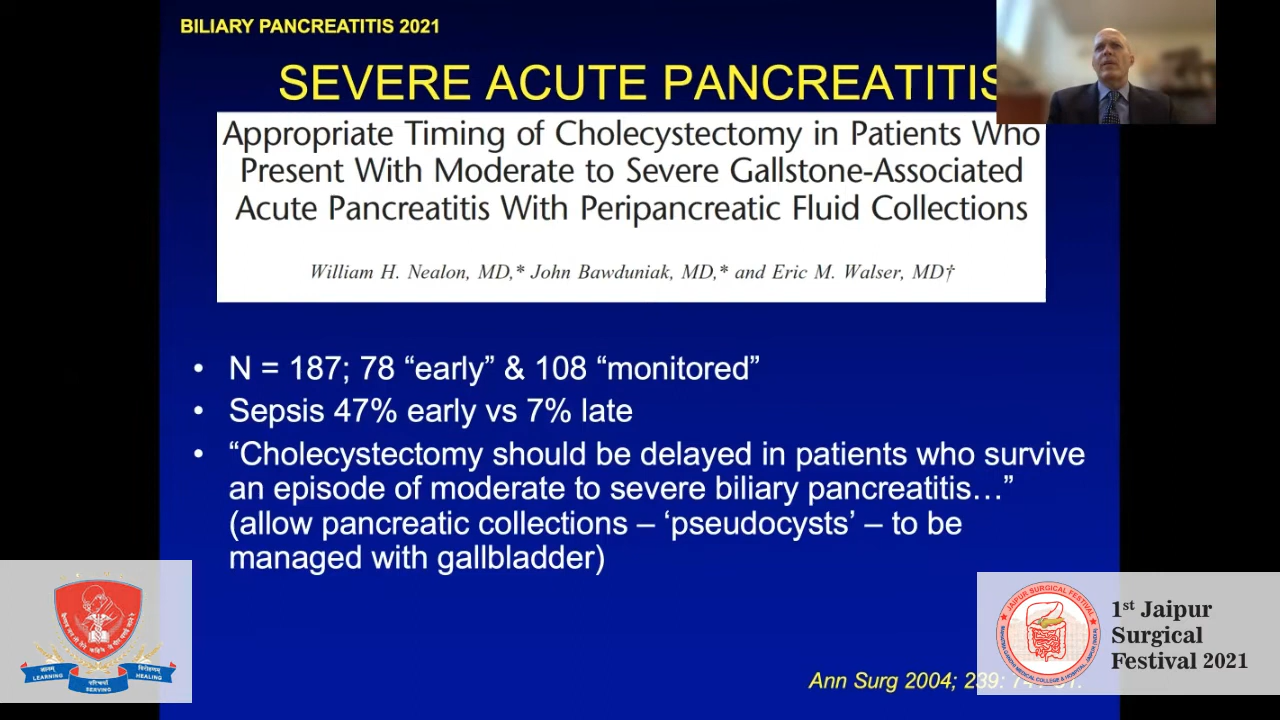 BILIARY PANCREATITIS 2021
SEVERE ACUTE PANCREATITIS
Appropriate Timing of Cholecystectomy in Patients Who
Present With Moderate to Severe Gallstone-Associated
Acute Pancreatitis With Peripancreatic Fluid Collections
William H. Nealon, MD,* John Bawduniak, MD,* and Eric M. Walser, MD†
• N = 187; 78 “early” & 108 “monitored”
• Sepsis 47% early vs 7% late
• “Cholecystectomy should be delayed in patients who survive
an episode of moderate to severe biliary pancreatitis…”
(allow pancreatic collections – ‘pseudocysts’ – to be
managed with gallbladder)
LEARNING
SERVING
HEALING
JAIPUR SURGICAL FESTIVAL
1st Jaipur
Surgical
Festival 2021
Ann Surg 2004; 239: